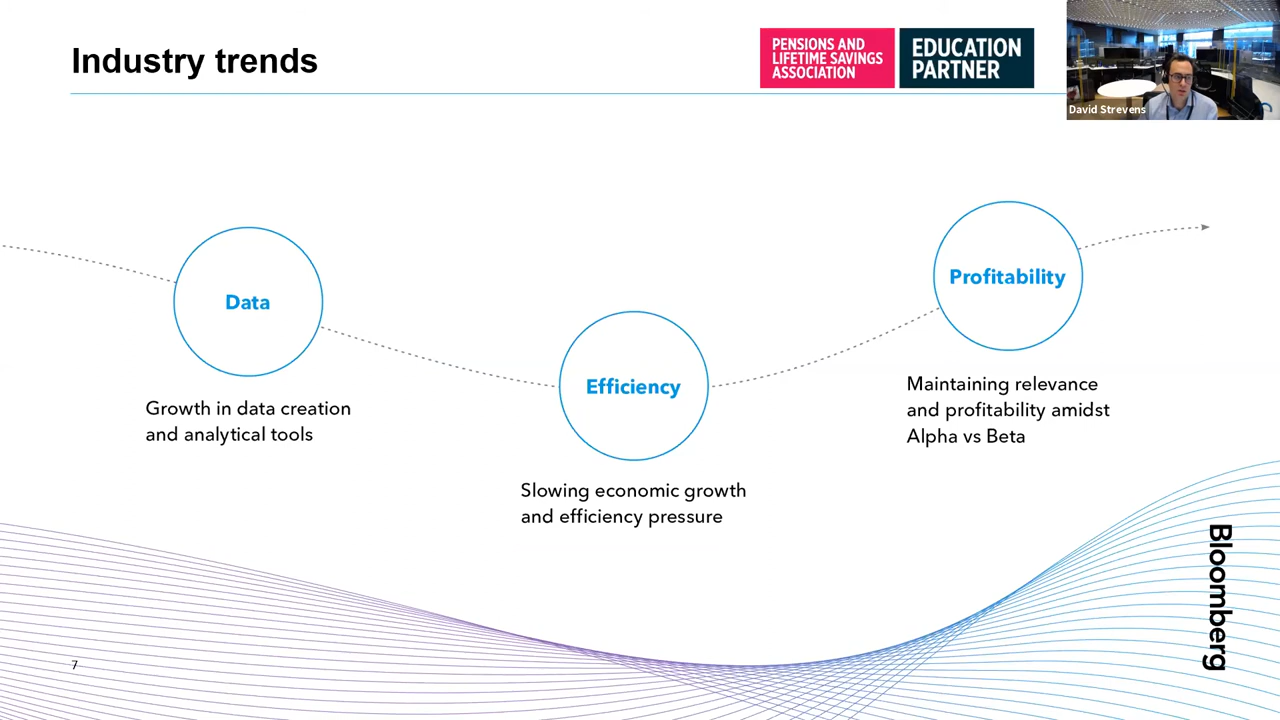 Industry trends
PENSIONS AND
LIFETIME SAVINGS
ASSOCIATION
EDUCATION
PARTNER
David Strevens
Data
Growth in data creation
and analytical tools
Efficiency
Slowing economic growth
and efficiency pressure
Profitability
Maintaining relevance
and profitability amidst
Alpha vs Beta
Bloomberg
7